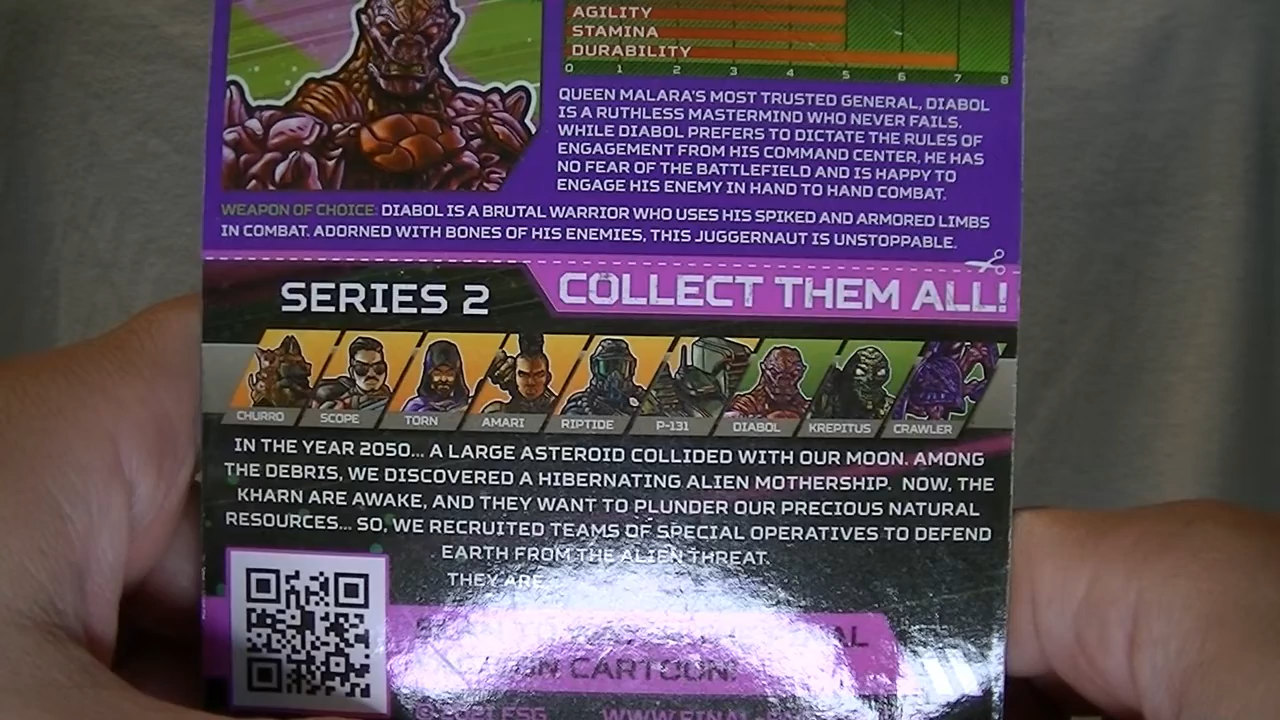 AGILITY
STAMINA
DURABILITY
0 1 2 3 4 5 6 7 8
QUEEN MALARA'S MOST TRUSTED GENERAL, DIABOL
IS A RUTHLESS MASTERMIND WHO NEVER FAILS.
WHILE DIABOL PREFERS TO DICTATE THE RULES OF
ENGAGEMENT FROM HIS COMMAND CENTER, HE HAS
NO FEAR OF THE BATTLEFIELD AND IS HAPPY TO
ENGAGE HIS ENEMY IN HAND TO HAND COMBAT.
WEAPON OF CHOICE: DIABOL IS A BRUTAL WARRIOR WHO USES HIS SPIKED AND ARMORED LIMBS
IN COMBAT. ADORNED WITH BONES OF HIS ENEMIES, THIS JUGGERNAUT IS UNSTOPPABLE.
SERIES 2
COLLECT THEM ALL!
CHURRO SCOPE TORN AMARI RIPTIDE P-131 DIABOL KREPITUS CRAWLER
IN THE YEAR 2050... A LARGE ASTEROID COLLIDED WITH OUR MOON. AMONG
THE DEBRIS, WE DISCOVERED A HIBERNATING ALIEN MOTHERSHIP. NOW, THE
KHARN ARE AWAKE, AND THEY WANT TO PLUNDER OUR PRECIOUS NATURAL
RESOURCES... SO, WE RECRUITED TEAMS OF SPECIAL OPERATIVES TO DEFEND
EARTH FROM THE ALIEN THREAT.
THEY ARE
CARTOON!
WWW.FINAL-